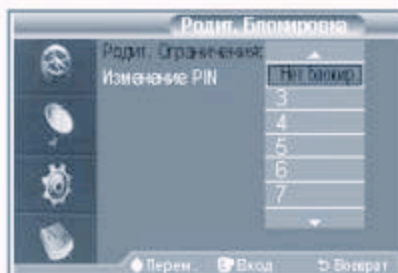 Родит. Блокировка
Родит. Ограничения:
Изменение PIN
Нет блокир
3
4
5
6
7
Перем. Вход Возврат